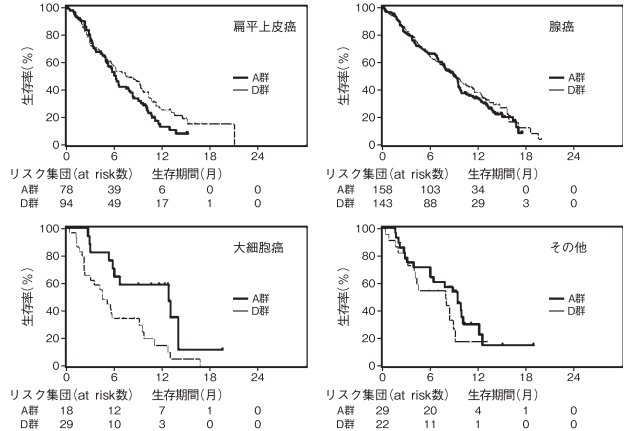 扁平上皮癌
生存率(%)
100
80
60
40
20
0
A群
D群
0 6 12 18 24
リスク集団(at risk数) 生存期間(月)
A群 78 39 6 0 0
D群 94 49 17 1 0
腺癌
生存率(%)
100
80
60
40
20
0
A群
D群
0 6 12 18 24
リスク集団(at risk数) 生存期間(月)
A群 158 103 34 0 0
D群 143 88 29 3 0
大細胞癌
生存率(%)
100
80
60
40
20
0
A群
D群
0 6 12 18 24
リスク集団(at risk数) 生存期間(月)
A群 18 12 7 1 0
D群 29 10 3 0 0
その他
生存率(%)
100
80
60
40
20
0
A群
D群
0 6 12 18 24
リスク集団(at risk数) 生存期間(月)
A群 29 20 4 1 0
D群 22 11 1 0 0